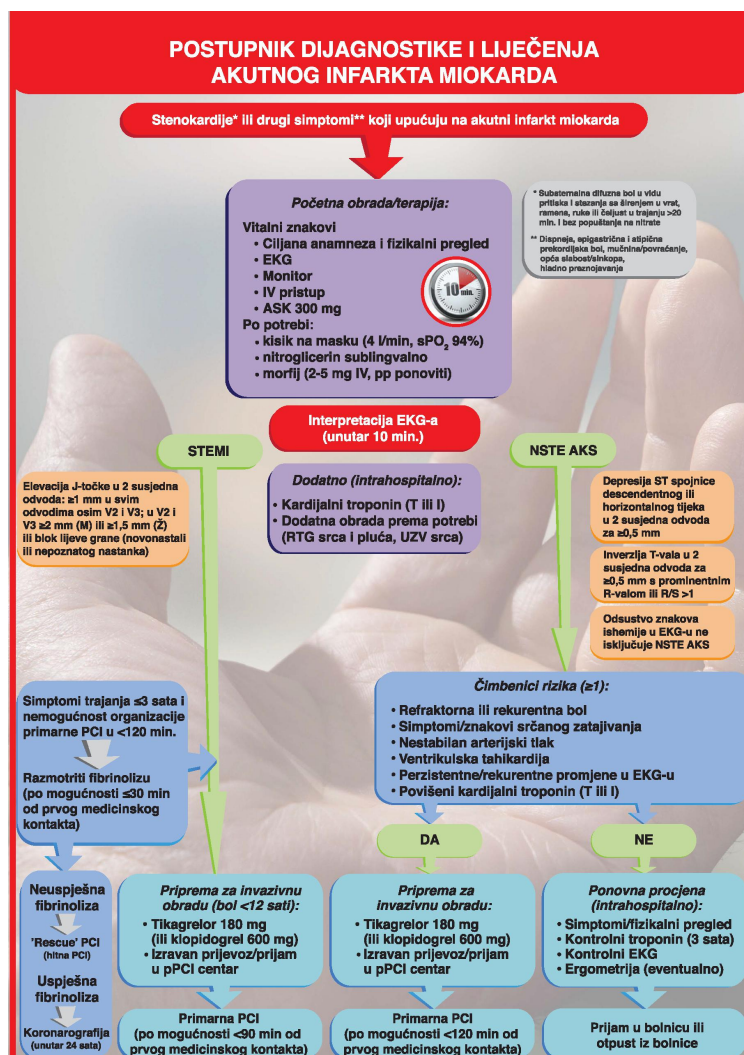 POSTUPNIK DIJAGNOSTIKE I LIJEČENJA
AKUTNOG INFARKTA MIOKARDA
Stenokardije* ili drugi simptomi** koji upućuju na akutni infarkt miokarda
Početna obrada/terapija:
Vitalni znakovi
• Ciljana anamneza i fizikalni pregled
• EKG
• Monitor
• IV pristup
• ASK 300 mg
Po potrebi:
• kisik na masku (4 l/min, sPO2 94%)
• nitroglicerin sublingvalno
• morfij (2-5 mg IV, pp ponoviti)
10 min.
* Substernalna difuzna bol u vidu
pritiska i stezanja sa širenjem u vrat,
ramena, ruke ili čeljust u trajanju >20
min. i bez popuštanja na nitrate
** Dispneja, epigastrična i atipična
prekordijska bol, mučnina/povraćanje,
opća slabost/sinkopa,
hladno preznojavanje
Interpretacija EKG-a
(unutar 10 min.)
STEMI
NSTE AKS
Elevacija J-točke u 2 susjedna
odvoda: ≥1 mm u svim
odvodima osim V2 i V3; u V2 i
V3 ≥2 mm (M) ili ≥1,5 mm (Ž)
ili blok lijeve grane (novonastali
ili nepoznatog nastanka)
Dodatno (intrahospitalno):
• Kardijalni troponin (T ili I)
• Dodatna obrada prema potrebi
(RTG srca i pluća, UZV srca)
Depresija ST spojnice
descendentnog ili
horizontalnog tijeka
u 2 susjedna odvoda
za ≥0,5 mm
Inverzija T-vala u 2
susjedna odvoda za
≥0,5 mm s prominentnim
R-valom ili R/S >1
Odsustvo znakova
ishemije u EKG-u ne
isključuje NSTE AKS
Simptomi trajanja ≤3 sata i
nemogućnost organizacije
primarne PCI u <120 min.
Razmotriti fibrinolizu
(po mogućnosti ≤30 min
od prvog medicinskog
kontakta)
Čimbenici rizika (≥1):
• Refraktorna ili rekurentna bol
• Simptomi/znakovi srčanog zatajivanja
• Nestabilan arterijski tlak
• Ventrikulska tahikardija
• Perzistentne/rekurentne promjene u EKG-u
• Povišeni kardijalni troponin (T ili I)
DA
NE
Neuspješna
fibrinoliza
'Rescue' PCI
(hitna PCI)
Uspješna
fibrinoliza
Koronarografija
(unutar 24 sata)
Priprema za invazivnu
obradu (bol <12 sati):
• Tikagrelor 180 mg
(ili klopidogrel 600 mg)
• Izravan prijevoz/prijam
u pPCI centar
Priprema za
invazivnu obradu:
• Tikagrelor 180 mg
(ili klopidogrel 600 mg)
• Izravan prijevoz/prijam
u pPCI centar
Ponovna procjena
(intrahospitalno):
• Simptomi/fizikalni pregled
• Kontrolni troponin (3 sata)
• Kontrolni EKG
• Ergometrija (eventualno)
Primarna PCI
(po mogućnosti <90 min od
prvog medicinskog kontakta)
Primarna PCI
(po mogućnosti <120 min od
prvog medicinskog kontakta)
Prijam u bolnicu ili
otpust iz bolnice